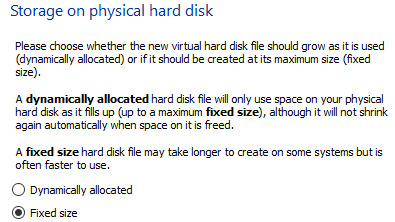 Storage on physical hard disk
Please choose whether the new virtual hard disk file should grow as it is used
(dynamically allocated) or if it should be created at its maximum size (fixed
size).
A dynamically allocated hard disk file will only use space on your physical
hard disk as it fills up (up to a maximum fixed size), although it will not shrink
again automatically when space on it is freed.
A fixed size hard disk file may take longer to create on some systems but is
often faster to use.
Dynamically allocated
Fixed size